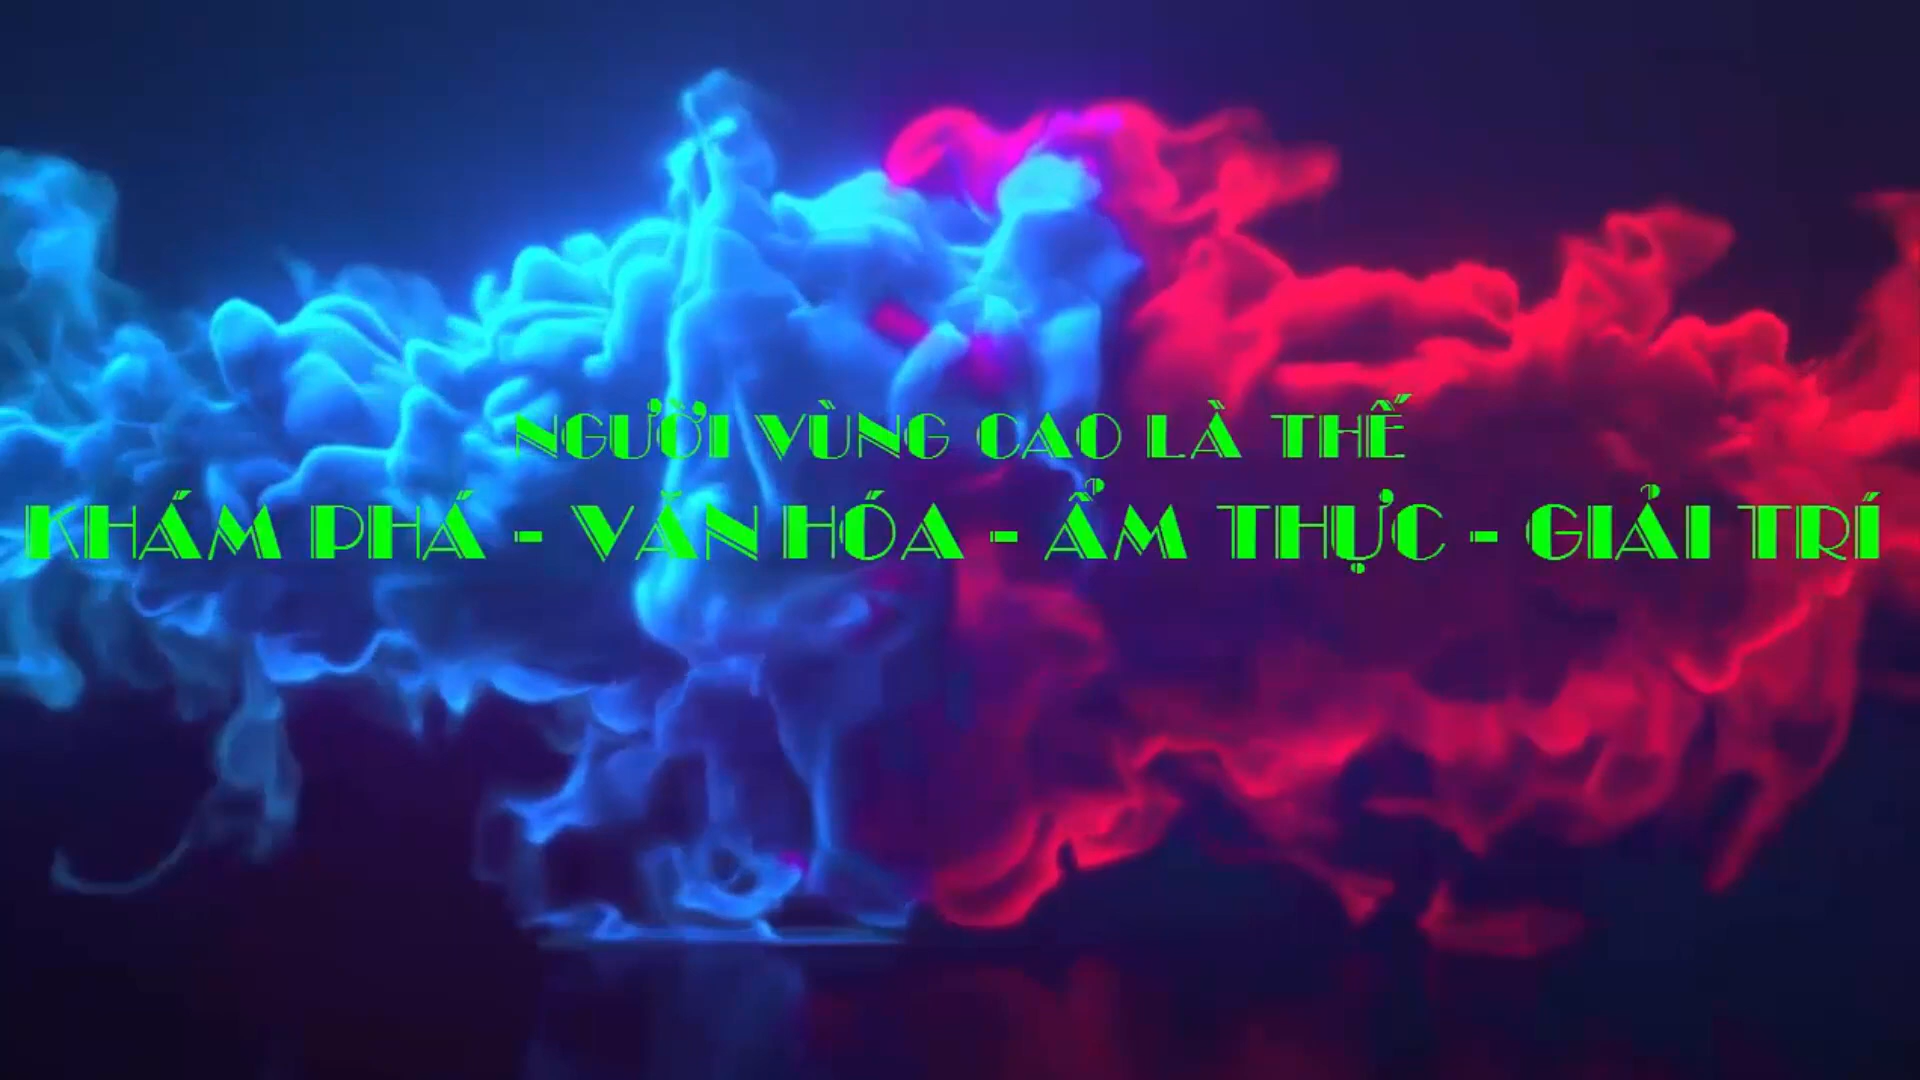 NGƯỜI VÙNG CAO LÀ THẾ
KHÁM PHÁ - VĂN HÓA - ẨM THỰC - GIẢI TRÍ